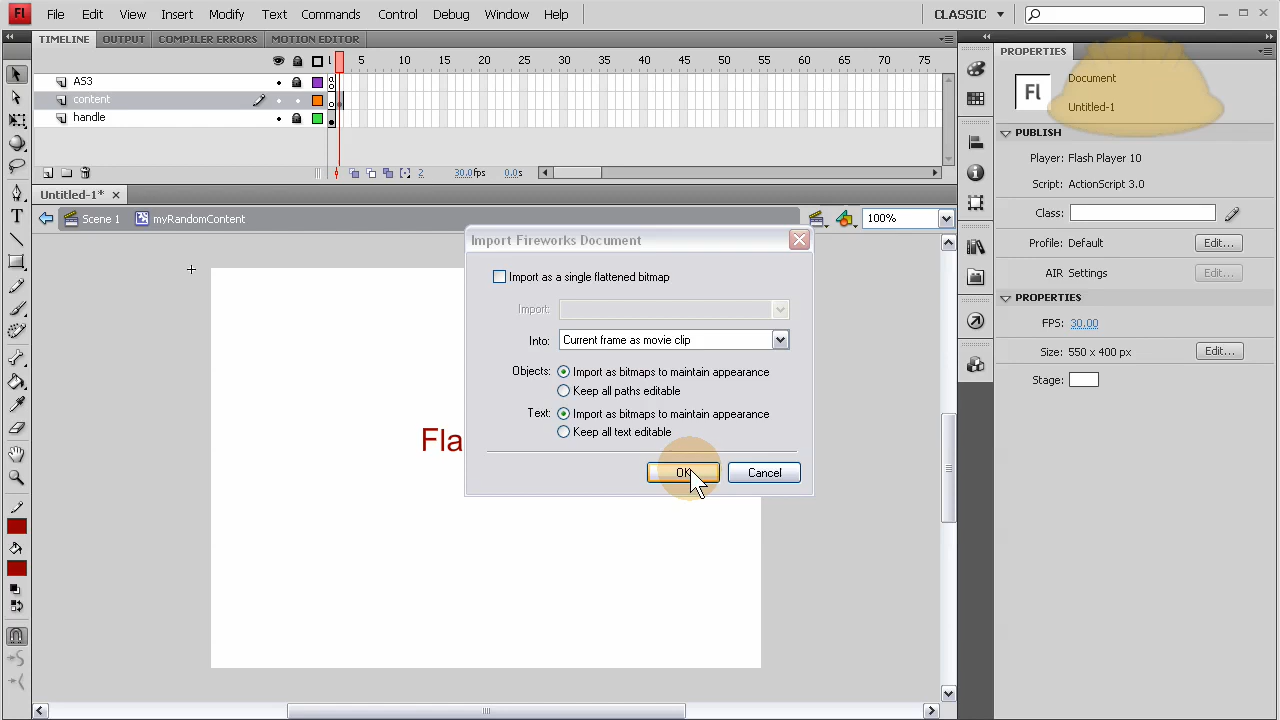 Fl File Edit View Insert Modify Text Commands Control Debug Window Help CLASSIC
TIMELINE OUTPUT COMPILER ERRORS MOTION EDITOR
PROPERTIES
5 10 15 20 25 30 35 40 45 50 55 60 65 70 75
AS3
content
handle
2 30.0fps 0.0s
Fl
Document
Untitled-1
PUBLISH
Player: Flash Player 10
Script: ActionScript 3.0
Class:
Profile: Default Edit...
AIR Settings Edit...
PROPERTIES
FPS: 30.00
Size: 550 x 400 px Edit...
Stage:
Untitled-1*
Scene 1 myRandomContent 100%
Import Fireworks Document
Import as a single flattened bitmap
Import:
Into: Current frame as movie clip
Objects: Import as bitmaps to maintain appearance
Keep all paths editable
Text: Import as bitmaps to maintain appearance
Keep all text editable
OK Cancel
Fla
T